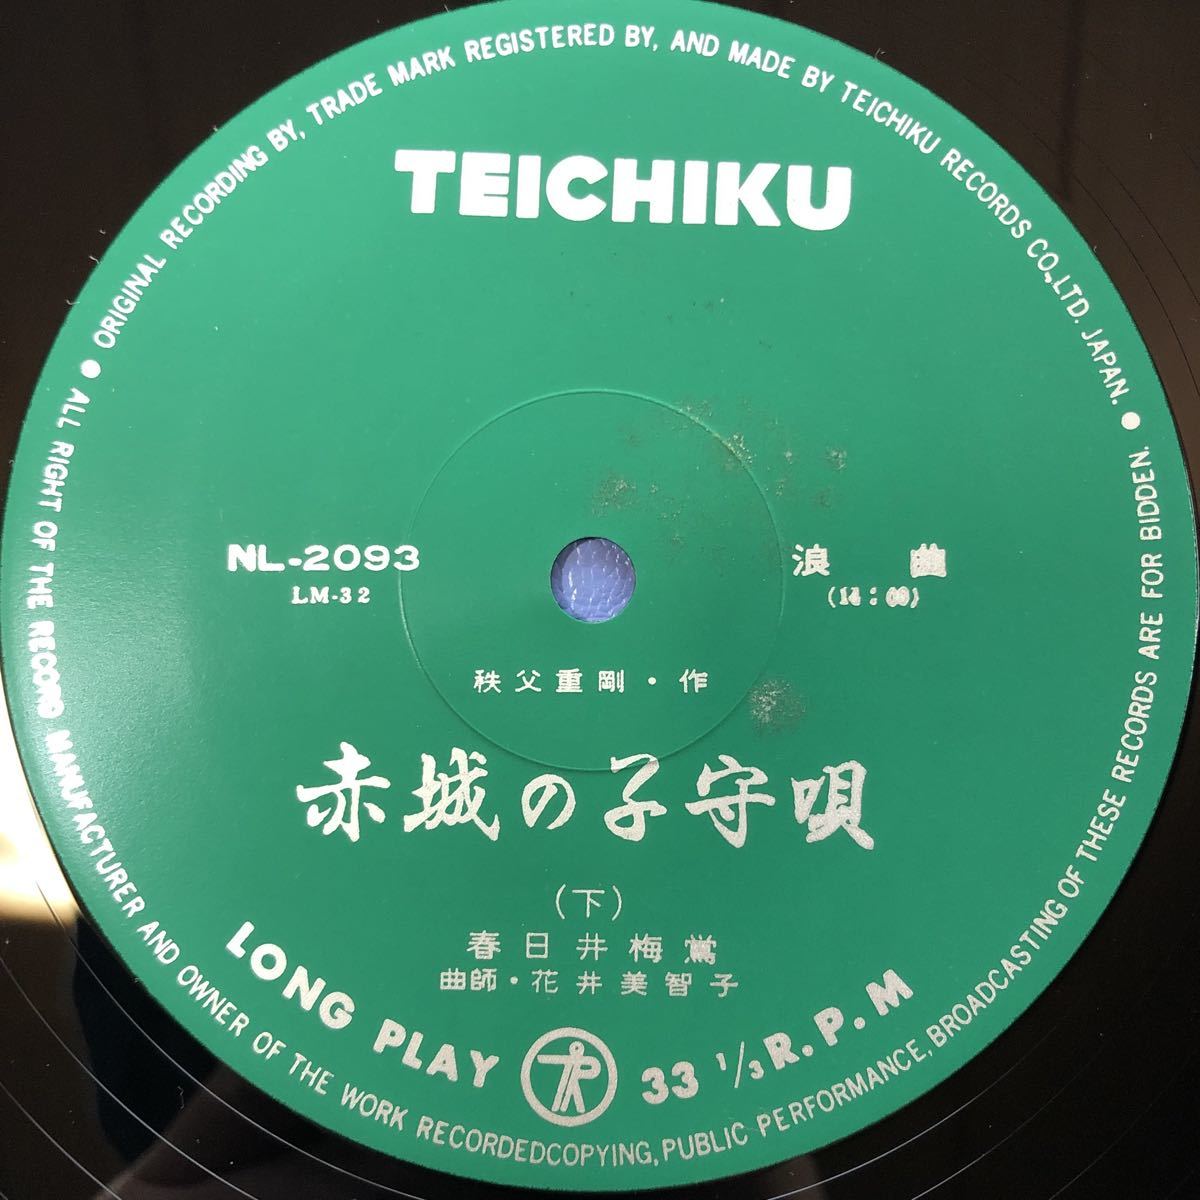 ● ORIGINAL RECORDING BY, TRADE MARK REGISTERED BY, AND MADE BY TEICHIKU RECORDS CO., LTD. JAPAN. ●
TEICHIKU
NL-2093
LM-32
浪曲
秩父重剛・作
赤城の子守唄
(下)
春日井梅鶯
曲師・花井美智子
LONG PLAY 33 1/3 R.P.M
ALL RIGHT OF THE RECORD MANUFACTURER AND OWNER OF THE WORK RECORDEDCOPYING, PUBLIC PERFORMANCE, BROADCASTING OF THESE RECORDS ARE FOR BIDDEN.